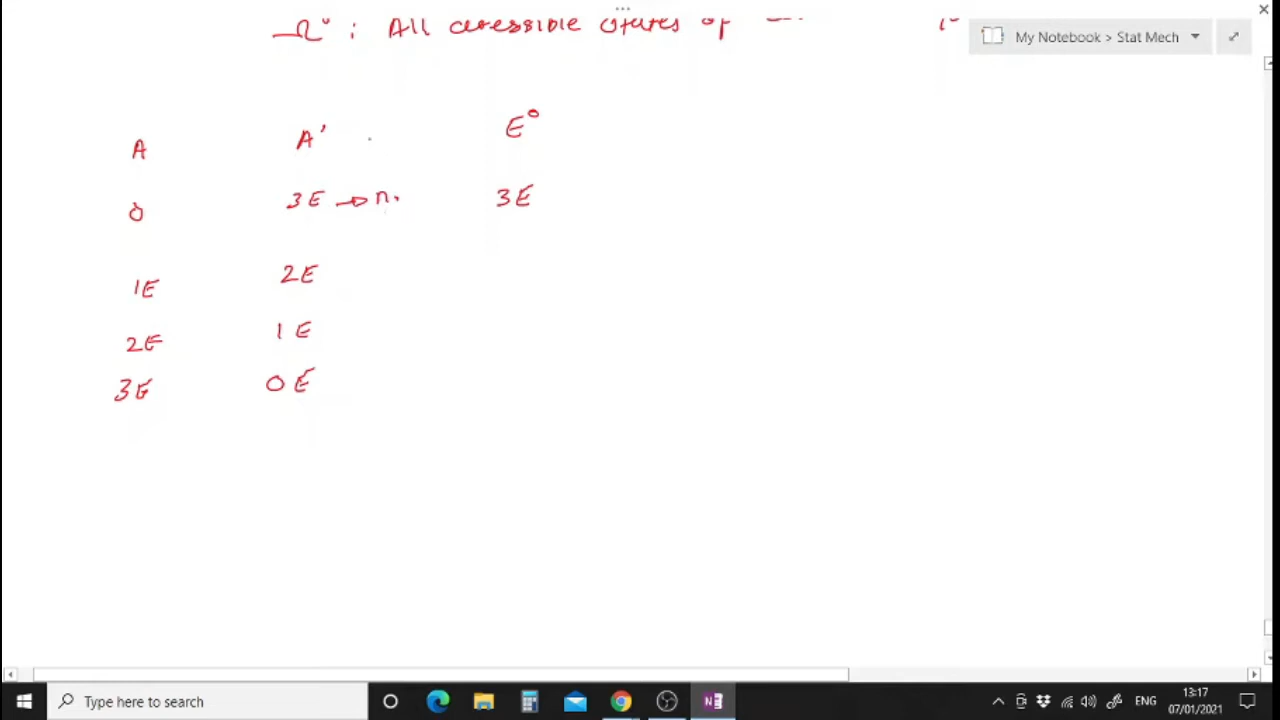 Ω° : All accessible states of
My Notebook > Stat Mech
A A' E°
0 3E → n. 3E
1E 2E
2E 1E
3E 0E
Type here to search
ENG
13:17
07/01/2021